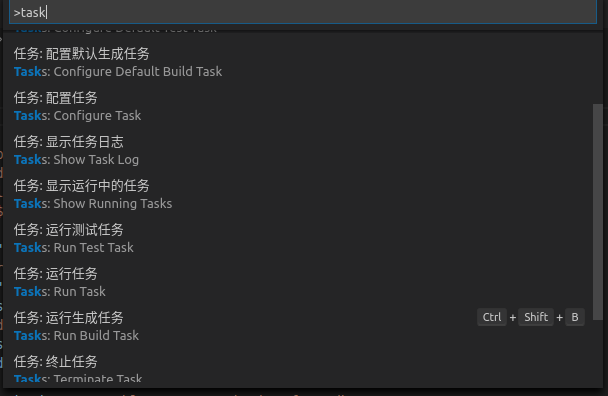 >task
Tasks: Configure Default Test Task
任务: 配置默认生成任务
Tasks: Configure Default Build Task
任务: 配置任务
Tasks: Configure Task
任务: 显示任务日志
Tasks: Show Task Log
任务: 显示运行中的任务
Tasks: Show Running Tasks
任务: 运行测试任务
Tasks: Run Test Task
任务: 运行任务
Tasks: Run Task
任务: 运行生成任务
Ctrl + Shift + B
Tasks: Run Build Task
任务: 终止任务
Tasks: Terminate Task